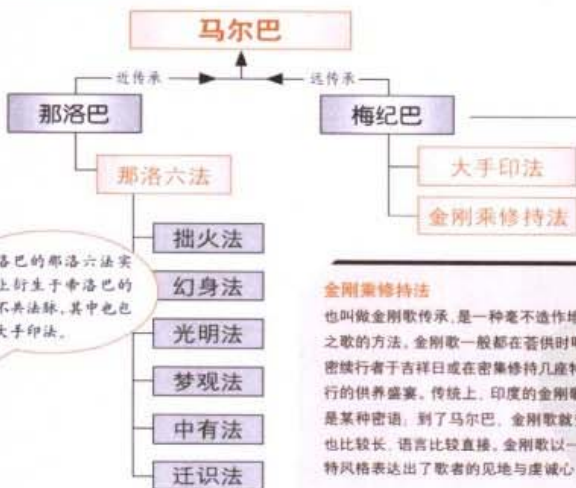 马尔巴
近传承
远传承
那洛巴
梅纪巴
那洛六法
大手印法
金刚乘修持法
拙火法
幻身法
光明法
梦观法
中有法
迁识法
洛巴的那洛六法实
上衍生于帝洛巴的
不共法脉,其中也包
大手印法。
金刚乘修持法
也叫做金刚歌传承,是一种毫不造作地
之歌的方法。金刚歌一般都在荟供时
密续行者于吉祥日或在密集修持几座
行的供养盛宴。传统上,印度的金刚
是某种密语;到了马尔巴,金刚歌就
也比较长,语言比较直接。金刚歌以一
特风格表达出了歌者的见地与虔诚心